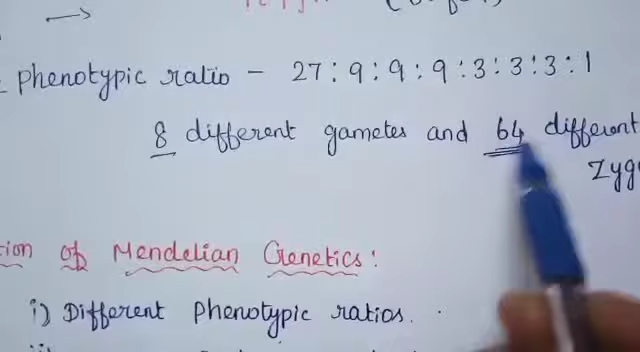 phenotypic ratio - 27:9:9:9:3:3:3:1
8 different gametes and 64 different
of Mendelian Genetics:
i) Different phenotypic ratios.